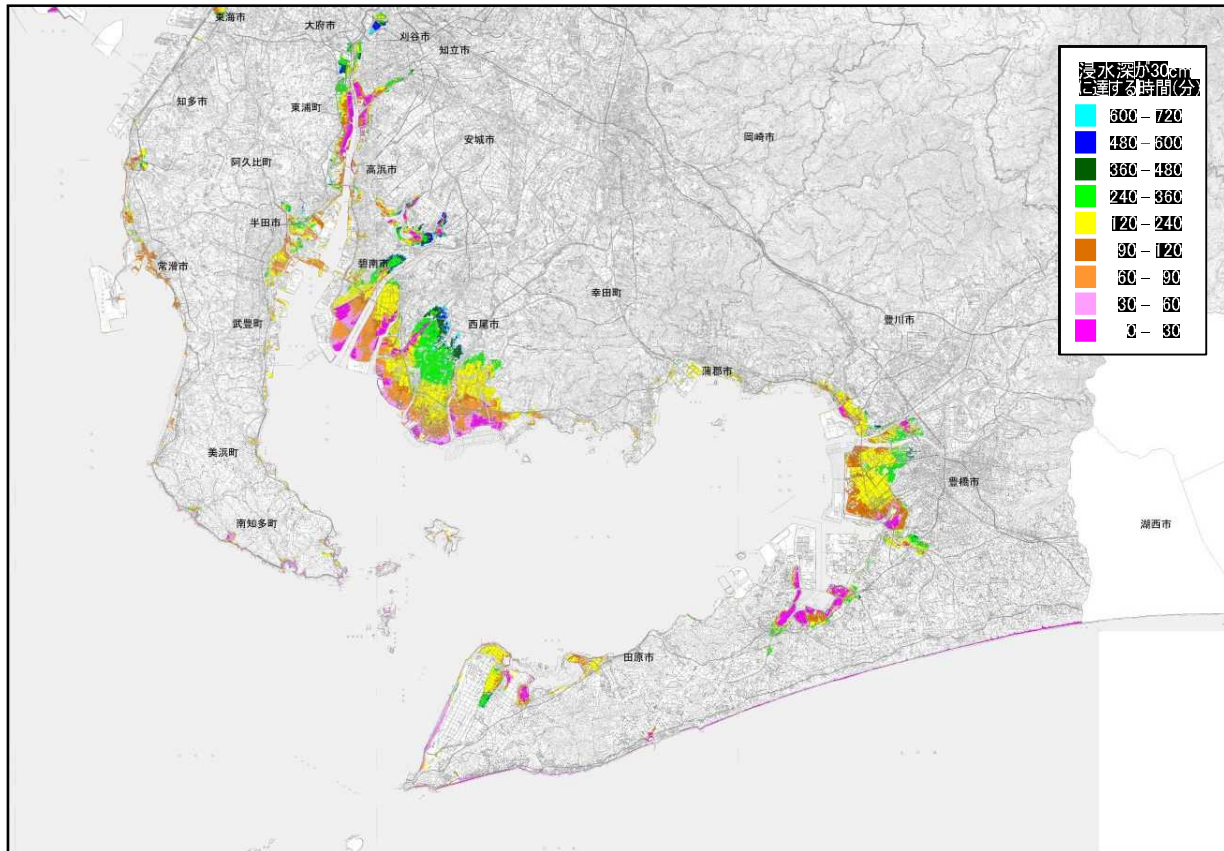 東海市
大府市
刈谷市
知立市
知多市
東浦町
安城市
岡崎市
阿久比町
高浜市
半田市
常滑市
碧南市
幸田町
武豊町
西尾市
豊川市
蒲郡市
美浜町
豊橋市
南知多町
湖西市
田原市
浸水深が30cm
に達する時間(分)
600 – 720
480 – 600
360 – 480
240 – 360
120 – 240
90 – 120
60 – 90
30 – 60
0 – 30